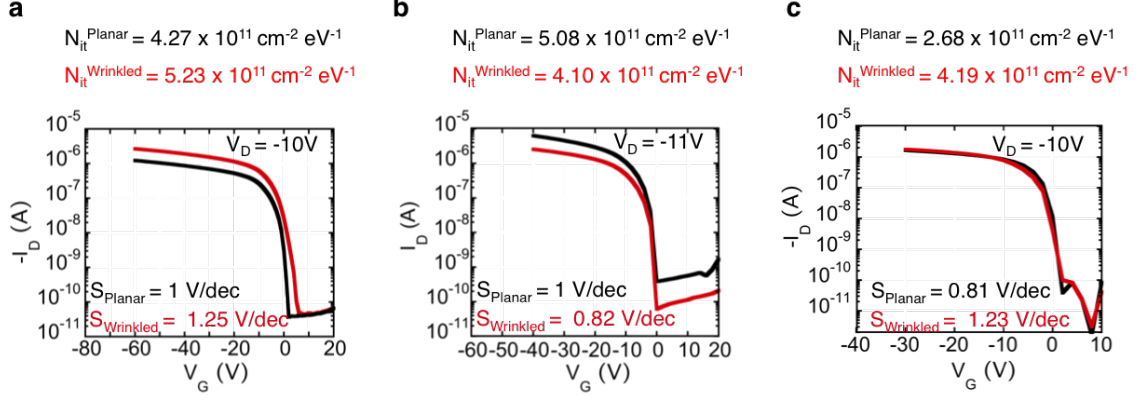 a
N_it^Planar = 4.27 x 10^11 cm^-2 eV^-1
N_it^Wrinkled = 5.23 x 10^11 cm^-2 eV^-1
V_D = -10V
10^-5
10^-6
10^-7
10^-8
10^-9
10^-10
10^-11
-I_D (A)
S_Planar = 1 V/dec
S_Wrinkled = 1.25 V/dec
-80 -60 -40 -20 0 20
V_G (V)
b
N_it^Planar = 5.08 x 10^11 cm^-2 eV^-1
N_it^Wrinkled = 4.10 x 10^11 cm^-2 eV^-1
V_D = -11V
10^-5
10^-6
10^-7
10^-8
10^-9
10^-10
10^-11
I_D (A)
S_Planar = 1 V/dec
S_Wrinkled = 0.82 V/dec
-60 -50 -40 -30 -20 -10 0 10 20
V_G (V)
c
N_it^Planar = 2.68 x 10^11 cm^-2 eV^-1
N_it^Wrinkled = 4.19 x 10^11 cm^-2 eV^-1
V_D = -10V
10^-5
10^-6
10^-7
10^-8
10^-9
10^-10
10^-11
-I_D (A)
S_Planar = 0.81 V/dec
S_Wrinkled = 1.23 V/dec
-40 -30 -20 -10 0 10
V_G (V)